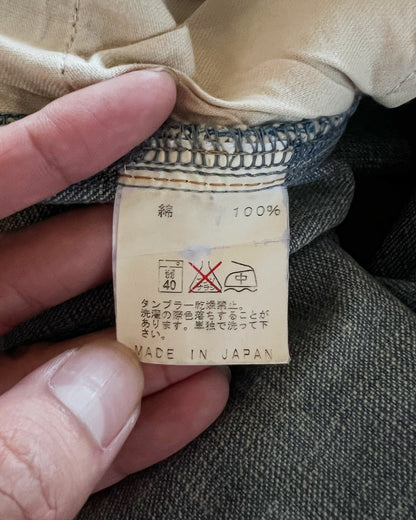 綿 100%
40 中
タンブラー乾燥禁止。
洗濯の際色落ちすることが
あります。単独で洗って下
さい。
MADE IN JAPAN